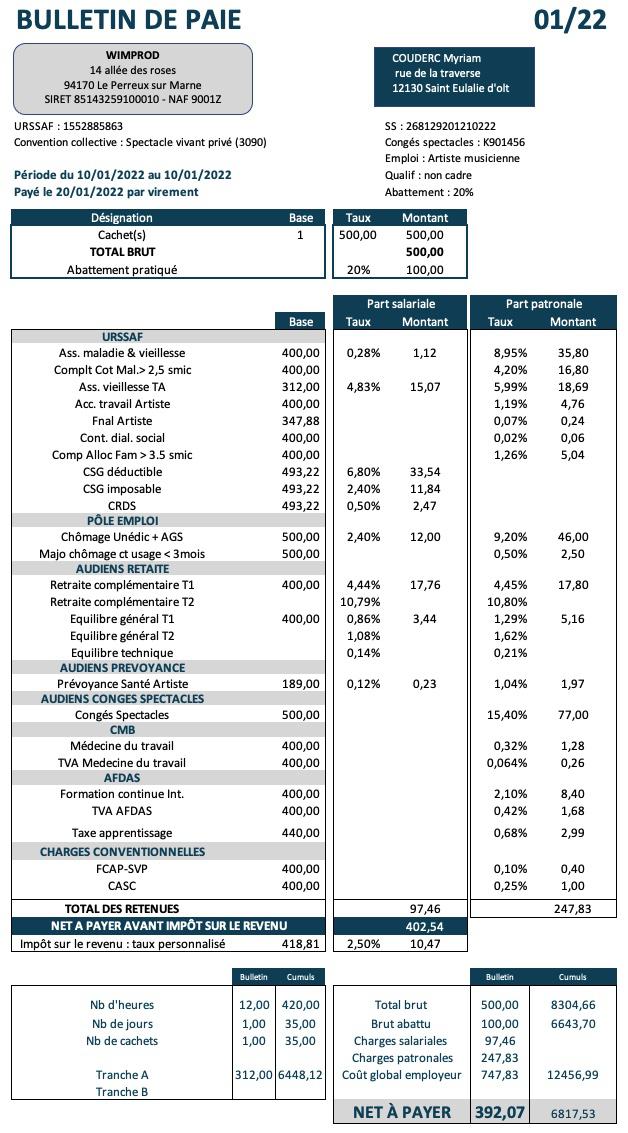 BULLETIN DE PAIE 01/22
WIMPROD
14 allée des roses
94170 Le Perreux sur Marne
SIRET 85143259100010 - NAF 9001Z
COUDERC Myriam
rue de la traverse
12130 Saint Eulalie d'olt
URSSAF : 1552885863
Convention collective : Spectacle vivant privé (3090)
Période du 10/01/2022 au 10/01/2022
Payé le 20/01/2022 par virement
SS : 268129201210222
Congés spectacles : K901456
Emploi : Artiste musicienne
Qualif : non cadre
Abattement : 20%
Désignation Base Taux Montant
Cachet(s) 1 500,00 500,00
TOTAL BRUT 500,00
Abattement pratiqué 20% 100,00
Part salariale Part patronale
Base Taux Montant Taux Montant
URSSAF
Ass. maladie & vieillesse 400,00 0,28% 1,12 8,95% 35,80
Complt Cot Mal.> 2,5 smic 400,00 4,20% 16,80
Ass. vieillesse TA 312,00 4,83% 15,07 5,99% 18,69
Acc. travail Artiste 400,00 1,19% 4,76
Fnal Artiste 347,88 0,07% 0,24
Cont. dial. social 400,00 0,02% 0,06
Comp Alloc Fam > 3.5 smic 400,00 1,26% 5,04
CSG déductible 493,22 6,80% 33,54
CSG imposable 493,22 2,40% 11,84
CRDS 493,22 0,50% 2,47
PÔLE EMPLOI
Chômage Unédic + AGS 500,00 2,40% 12,00 9,20% 46,00
Majo chômage ct usage < 3mois 500,00 0,50% 2,50
AUDIENS RETAITE
Retraite complémentaire T1 400,00 4,44% 17,76 4,45% 17,80
Retraite complémentaire T2 10,79% 10,80%
Equilibre général T1 400,00 0,86% 3,44 1,29% 5,16
Equilibre général T2 1,08% 1,62%
Equilibre technique 0,14% 0,21%
AUDIENS PREVOYANCE
Prévoyance Santé Artiste 189,00 0,12% 0,23 1,04% 1,97
AUDIENS CONGES SPECTACLES
Congés Spectacles 500,00 15,40% 77,00
CMB
Médecine du travail 400,00 0,32% 1,28
TVA Medecine du travail 400,00 0,064% 0,26
AFDAS
Formation continue Int. 400,00 2,10% 8,40
TVA AFDAS 400,00 0,42% 1,68
Taxe apprentissage 440,00 0,68% 2,99
CHARGES CONVENTIONNELLES
FCAP-SVP 400,00 0,10% 0,40
CASC 400,00 0,25% 1,00
TOTAL DES RETENUES 97,46 247,83
NET A PAYER AVANT IMPÔT SUR LE REVENU 402,54
Impôt sur le revenu : taux personnalisé 418,81 2,50% 10,47
Bulletin Cumuls
Nb d'heures 12,00 420,00
Nb de jours 1,00 35,00
Nb de cachets 1,00 35,00
Tranche A 312,00 6448,12
Tranche B
Bulletin Cumuls
Total brut 500,00 8304,66
Brut abattu 100,00 6643,70
Charges salariales 97,46
Charges patronales 247,83
Coût global employeur 747,83 12456,99
NET À PAYER 392,07 6817,53